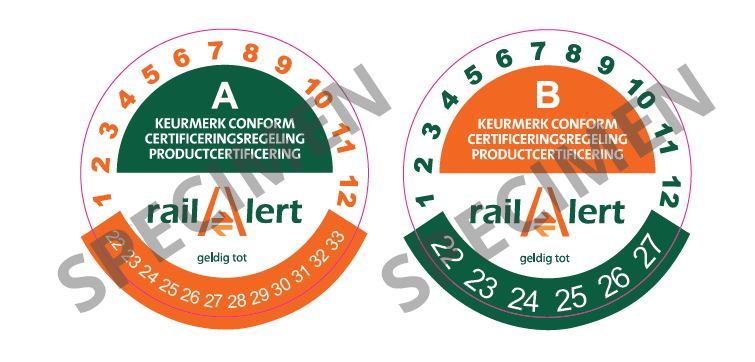 1 2 3 4 5 6 7 8 9 10 11 12
A
KEURMERK CONFORM
CERTIFICERINGSREGELING
PRODUCTCERTIFICERING
railAlert
geldig tot
22 23 24 25 26 27 28 29 30 31 32 33
SPECIMEN
1 2 3 4 5 6 7 8 9 10 11 12
B
KEURMERK CONFORM
CERTIFICERINGSREGELING
PRODUCTCERTIFICERING
railAlert
geldig tot
22 23 24 25 26 27
SPECIMEN